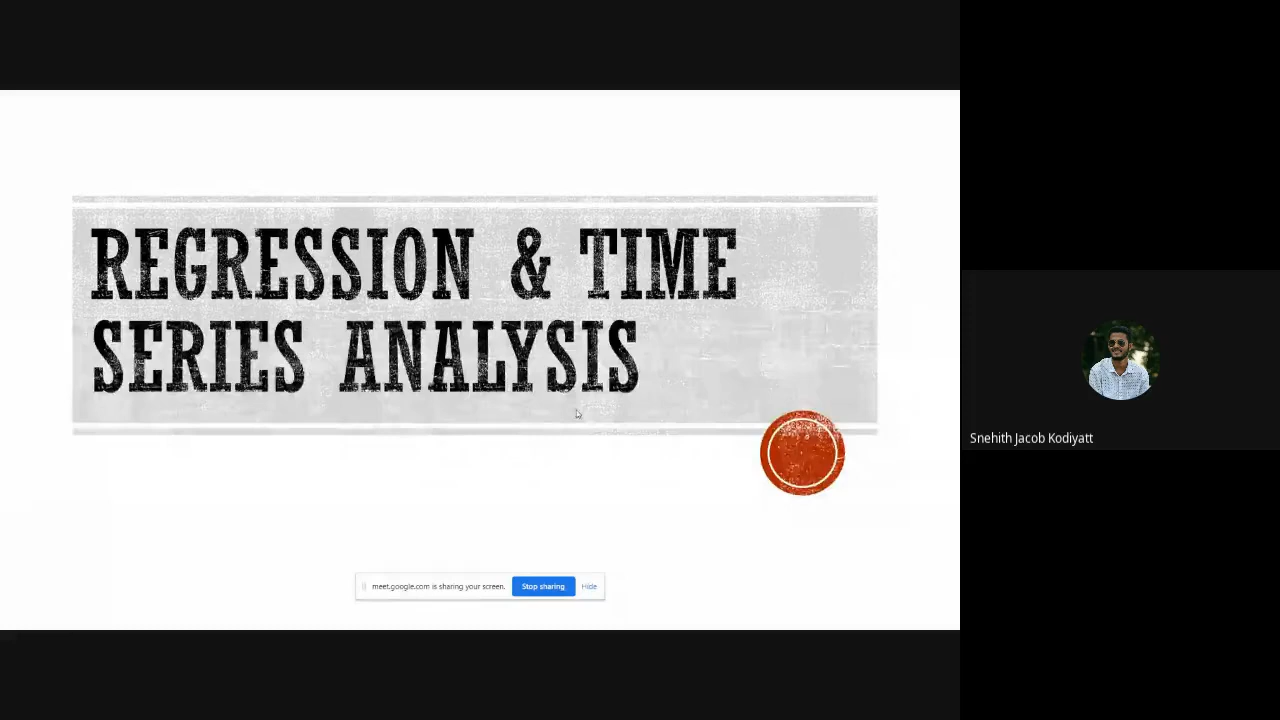 REGRESSION & TIME
SERIES ANALYSIS
meet.google.com is sharing your screen. Stop sharing Hide
Snehith Jacob Kodiyatt